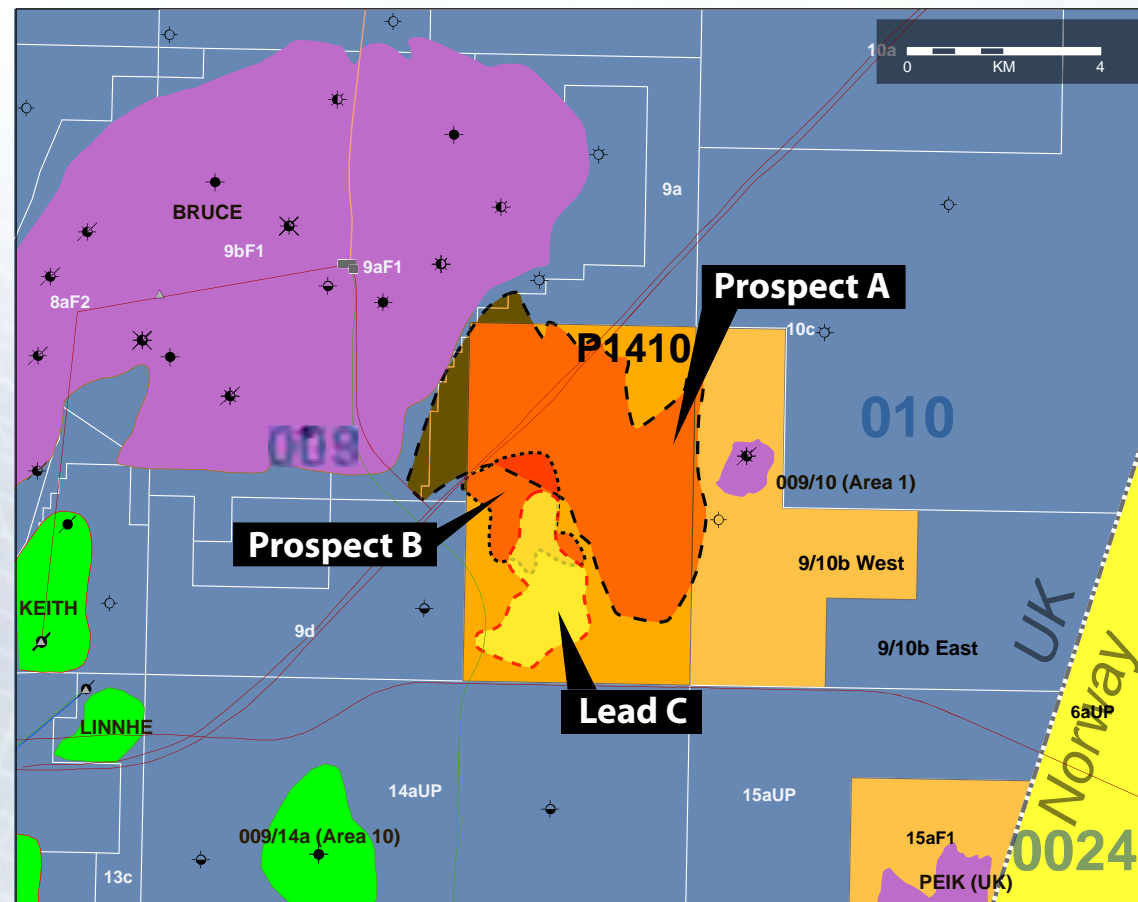 10a
0 KM 4
9a
BRUCE
9bF1
9aF1
8aF2
Prospect A
P1410
10c
010
009
009/10 (Area 1)
Prospect B
9/10b West
KEITH
9d
9/10b East
UK
Norway
Lead C
6aUP
LINNHE
14aUP
15aUP
009/14a (Area 10)
15aF1
0024
13c
PEIK (UK)